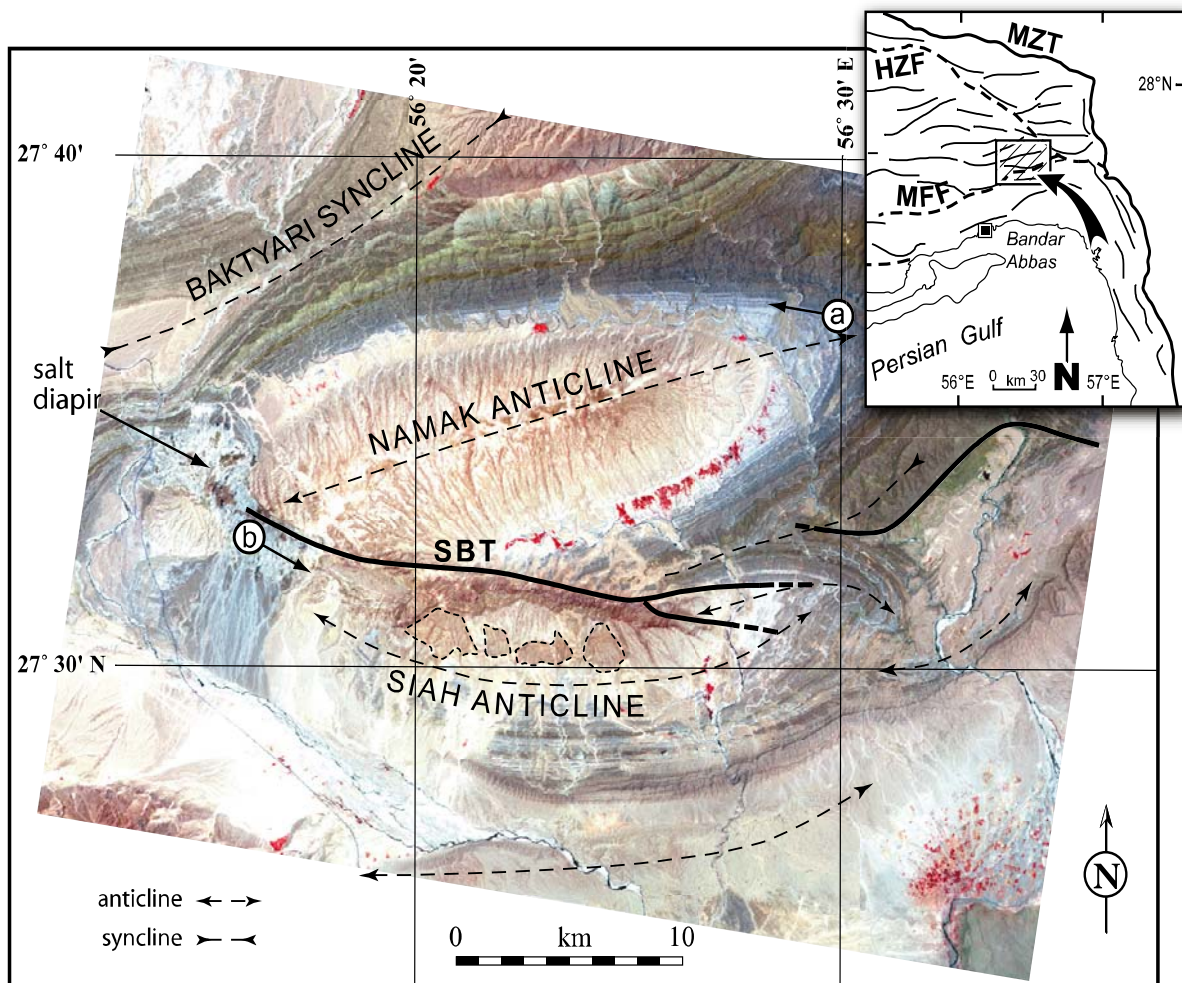 MZT
HZF
28°N
MFF
Bandar
Abbas
Persian Gulf
56°E
0 km 30
N
57°E
56° 20'
56° 30' E
27° 40'
BAKTYARI SYNCLINE
a
salt
diapir
NAMAK ANTICLINE
b
SBT
27° 30' N
SIAH ANTICLINE
anticline
syncline
0 km 10
N